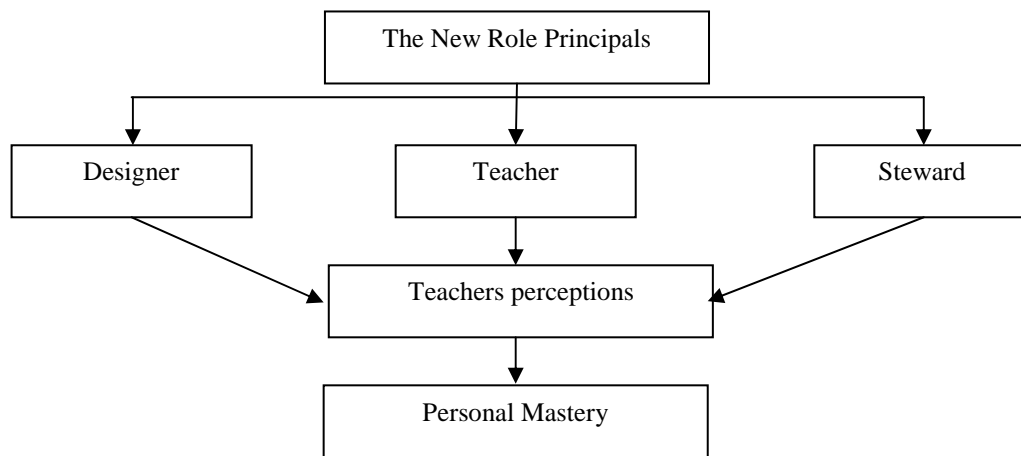 The New Role Principals
Designer
Teacher
Steward
Teachers perceptions
Personal Mastery